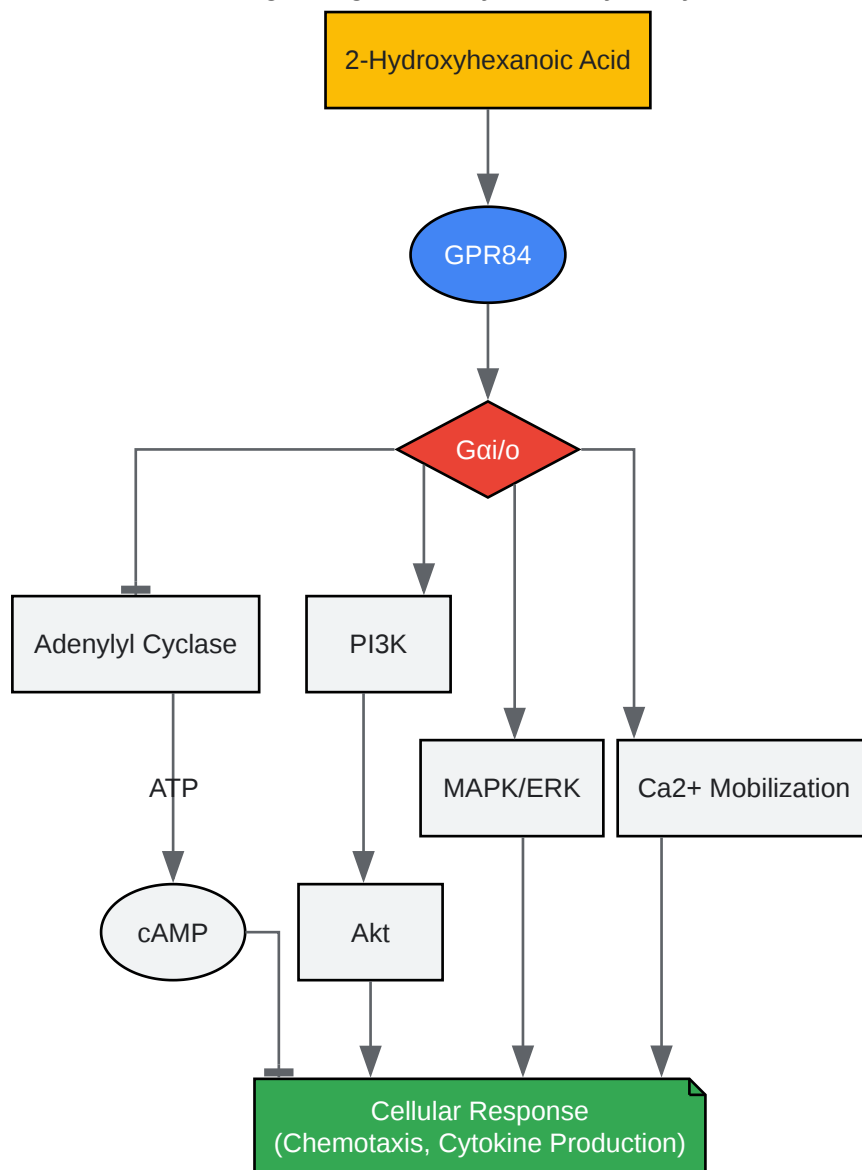 2-Hydroxyhexanoic Acid
GPR84
Gαi/o
Adenylyl Cyclase
PI3K
ATP
MAPK/ERK
Ca2+ Mobilization
cAMP
Akt
Cellular Response
(Chemotaxis, Cytokine Production)